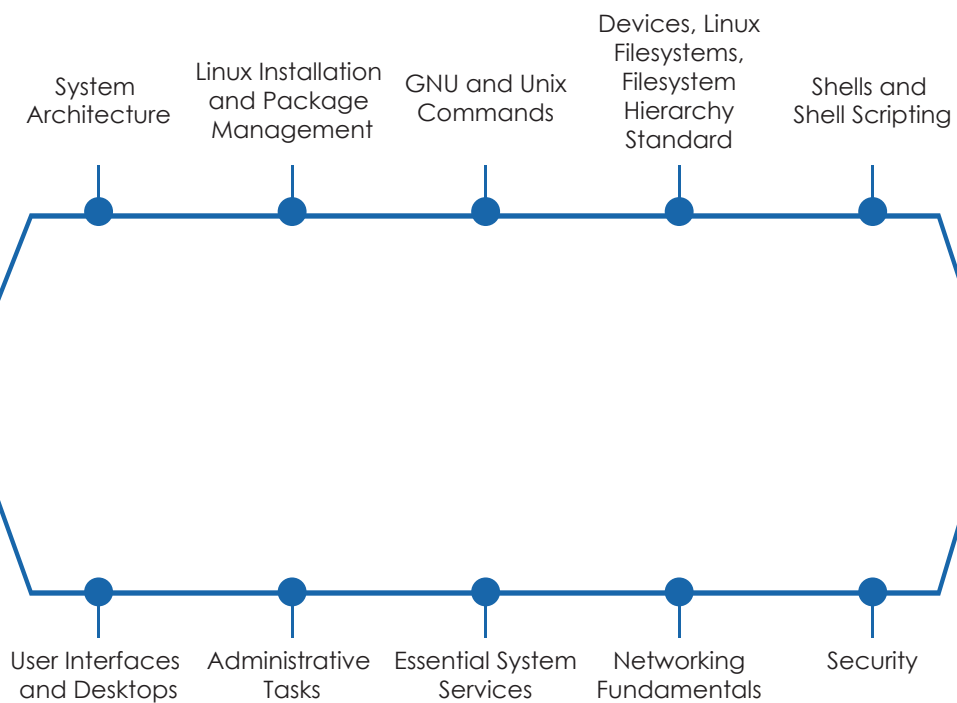 System
Architecture
Linux Installation
and Package
Management
GNU and Unix
Commands
Devices, Linux
Filesystems,
Filesystem
Hierarchy
Standard
Shells and
Shell Scripting
User Interfaces
and Desktops
Administrative
Tasks
Essential System
Services
Networking
Fundamentals
Security